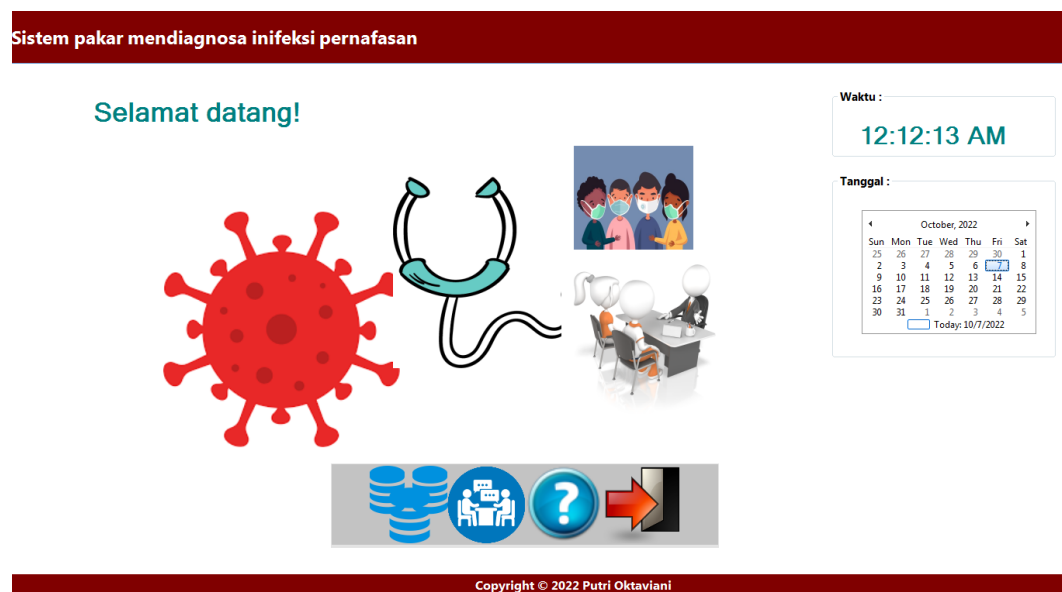 Sistem pakar mendiagnosa inifeksi pernafasan
Selamat datang!
Waktu :
12:12:13 AM
Tanggal :
October, 2022
Sun Mon Tue Wed Thu Fri Sat
25 26 27 28 29 30 1
2 3 4 5 6 7 8
9 10 11 12 13 14 15
16 17 18 19 20 21 22
23 24 25 26 27 28 29
30 31 1 2 3 4 5
Today: 10/7/2022
?
Copyright © 2022 Putri Oktaviani